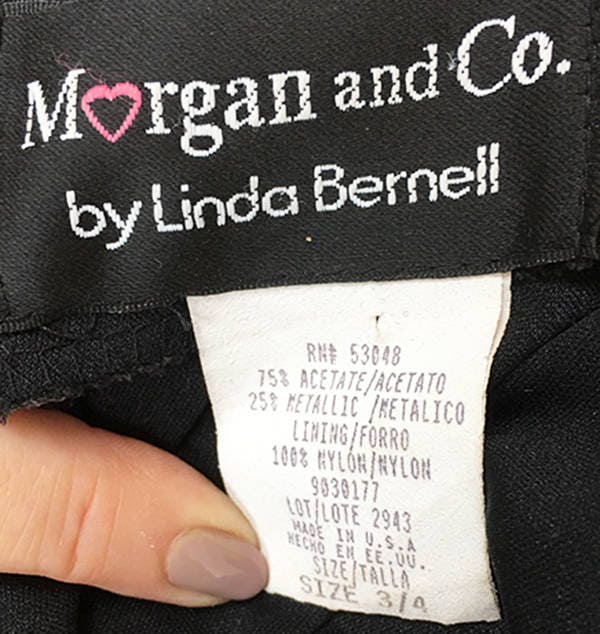 Morgan and Co.
by Linda Bernell
RN# 53048
75% ACETATE/ACETATO
25% METALLIC/METALICO
LINING/FORRO
100% NYLON/NYLON
9030177
LOT/LOTE 2943
MADE IN U.S.A
HECHO EN EE.UU.
SIZE/TALLA
SIZE 3/4